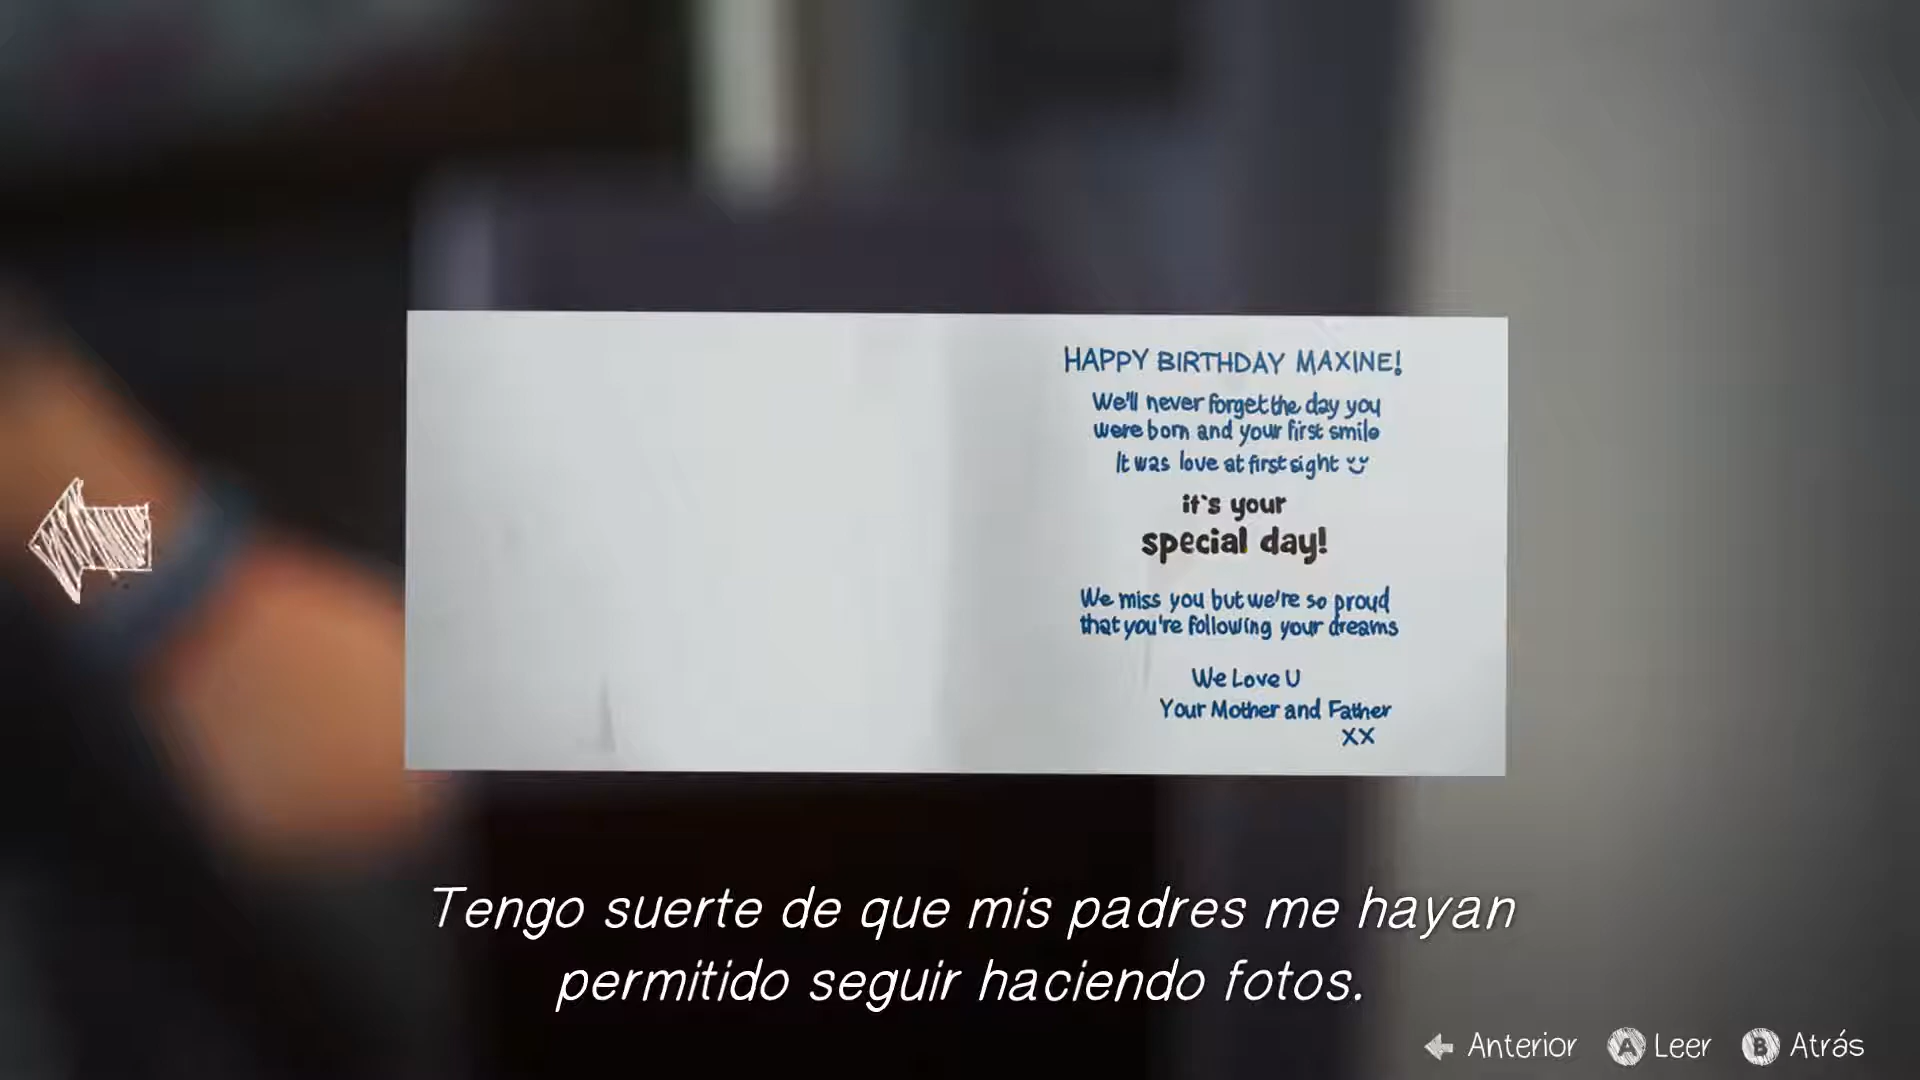 HAPPY BIRTHDAY MAXINE!
We'll never forget the day you
were born and your first smile
It was love at first sight
it's your
special day!
We miss you but we're so proud
that you're following your dreams
We Love U
Your Mother and Father
XX
Tengo suerte de que mis padres me hayan
permitido seguir haciendo fotos.
Anterior A Leer B Atrás